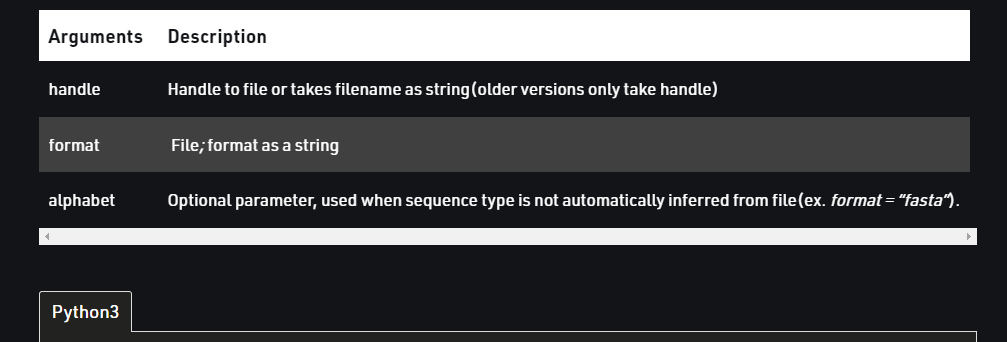 Arguments Description
handle Handle to file or takes filename as string(older versions only take handle)
format File; format as a string
alphabet Optional parameter, used when sequence type is not automatically inferred from file(ex. format = “fasta”).
Python3